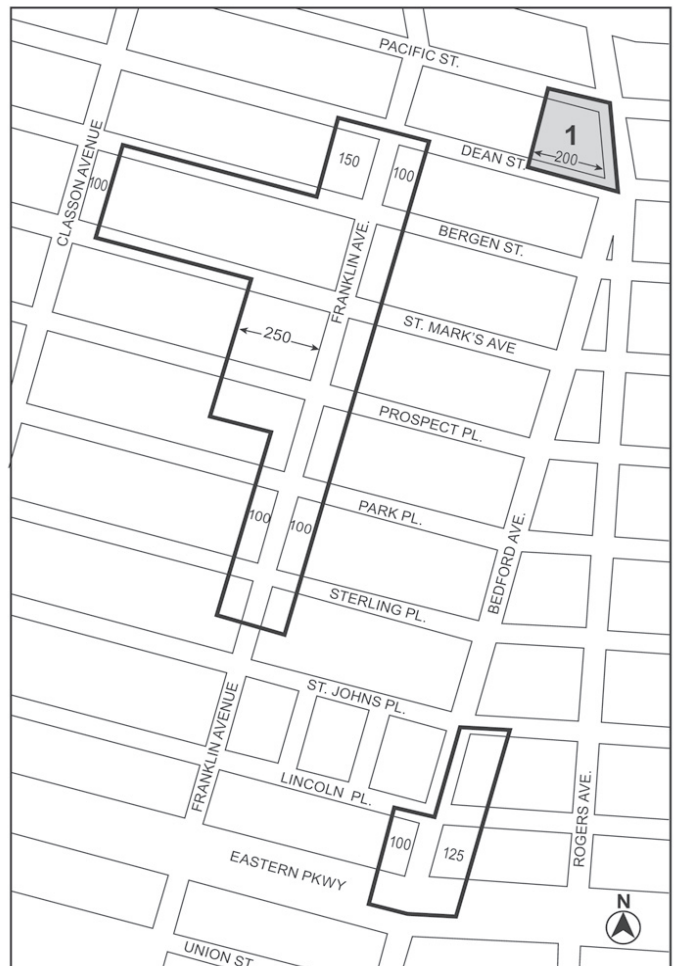 PACIFIC ST.
1
200
DEAN ST.
150
100
CLASSON AVENUE
100
FRANKLIN AVE.
BERGEN ST.
250
ST. MARK'S AVE
PROSPECT PL.
PARK PL.
100
100
BEDFORD AVE.
STERLING PL.
ST. JOHNS PL.
FRANKLIN AVENUE
LINCOLN PL.
ROGERS AVE.
100
125
EASTERN PKWY
N
UNION ST.